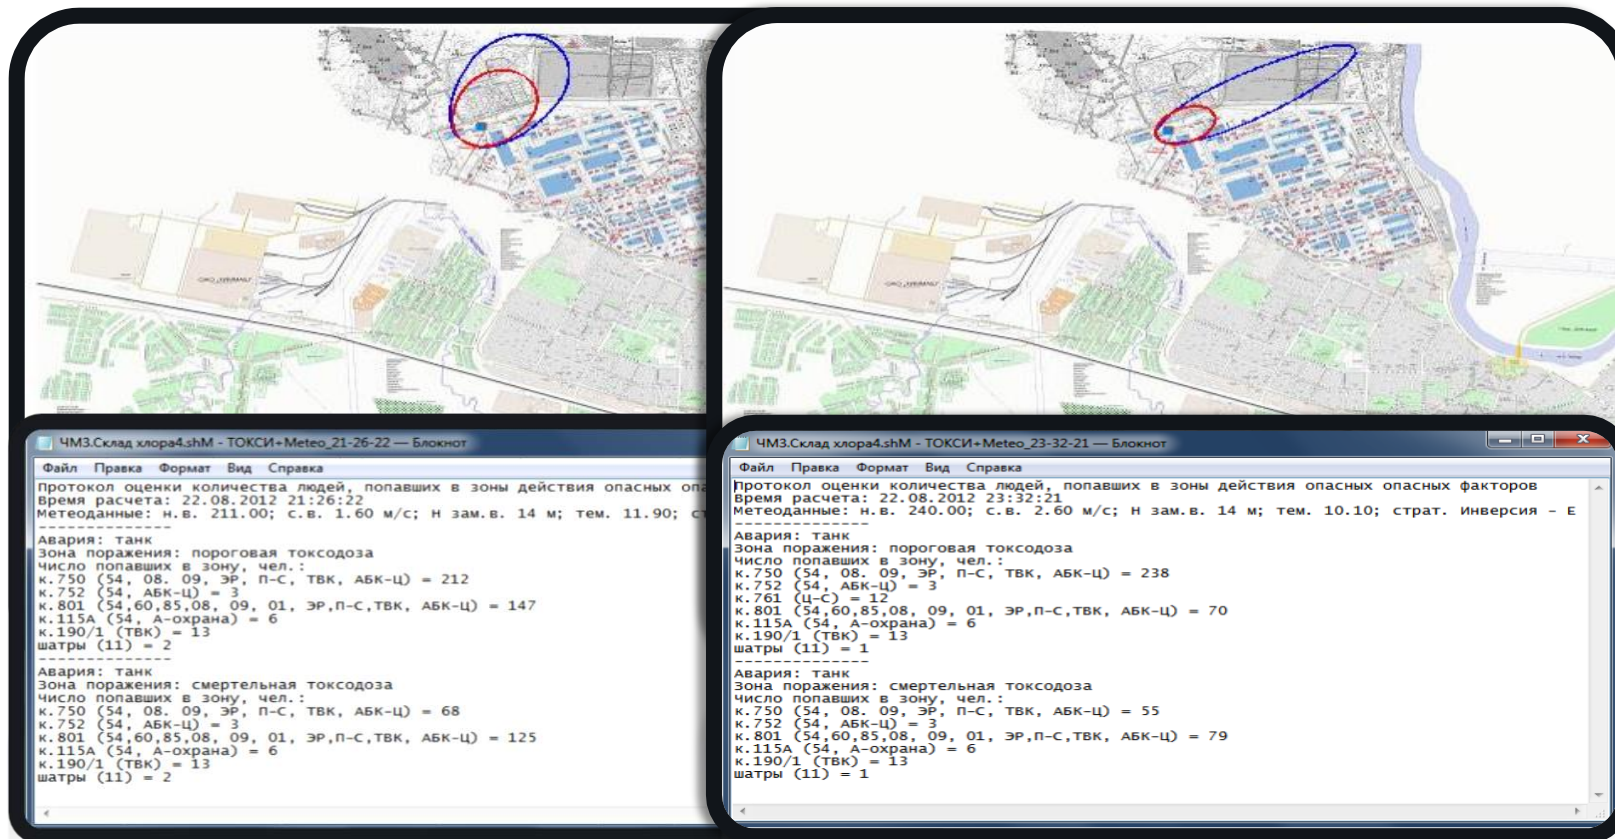 ОАО „ХИММАШ"
ОАО „ХИММАШ"
ЧМЗ.Склад хлора4.shM - ТОКСИ+Meteo_21-26-22 — Блокнот
Файл Правка Формат Вид Справка
Протокол оценки количества людей, попавших в зоны действия опасных опа
Время расчета: 22.08.2012 21:26:22
Метеоданные: н.в. 211.00; с.в. 1.60 м/с; Н зам.в. 14 м; тем. 11.90; ст
--------------
Авария: танк
Зона поражения: пороговая токсодоза
Число попавших в зону, чел.:
к.750 (54, 08. 09, ЭР, П-С, ТВК, АБК-Ц) = 212
к.752 (54, АБК-Ц) = 3
к.801 (54,60,85,08, 09, 01, ЭР,П-С,ТВК, АБК-Ц) = 147
к.115А (54, А-охрана) = 6
к.190/1 (ТВК) = 13
шатры (11) = 2
--------------
Авария: танк
Зона поражения: смертельная токсодоза
Число попавших в зону, чел.:
к.750 (54, 08. 09, ЭР, П-С, ТВК, АБК-Ц) = 68
к.752 (54, АБК-Ц) = 3
к.801 (54,60,85,08, 09, 01, ЭР,П-С,ТВК, АБК-Ц) = 125
к.115А (54, А-охрана) = 6
к.190/1 (ТВК) = 13
шатры (11) = 2
ЧМЗ.Склад хлора4.shM - ТОКСИ+Meteo_23-32-21 — Блокнот
Файл Правка Формат Вид Справка
Протокол оценки количества людей, попавших в зоны действия опасных опасных факторов
Время расчета: 22.08.2012 23:32:21
Метеоданные: н.в. 240.00; с.в. 2.60 м/с; Н зам.в. 14 м; тем. 10.10; страт. Инверсия - Е
--------------
Авария: танк
Зона поражения: пороговая токсодоза
Число попавших в зону, чел.:
к.750 (54, 08. 09, ЭР, П-С, ТВК, АБК-Ц) = 238
к.752 (54, АБК-Ц) = 3
к.761 (Ц-С) = 12
к.801 (54,60,85,08, 09, 01, ЭР,П-С,ТВК, АБК-Ц) = 70
к.115А (54, А-охрана) = 6
к.190/1 (ТВК) = 13
шатры (11) = 1
--------------
Авария: танк
Зона поражения: смертельная токсодоза
Число попавших в зону, чел.:
к.750 (54, 08. 09, ЭР, П-С, ТВК, АБК-Ц) = 55
к.752 (54, АБК-Ц) = 3
к.801 (54,60,85,08, 09, 01, ЭР,П-С,ТВК, АБК-Ц) = 79
к.115А (54, А-охрана) = 6
к.190/1 (ТВК) = 13
шатры (11) = 1